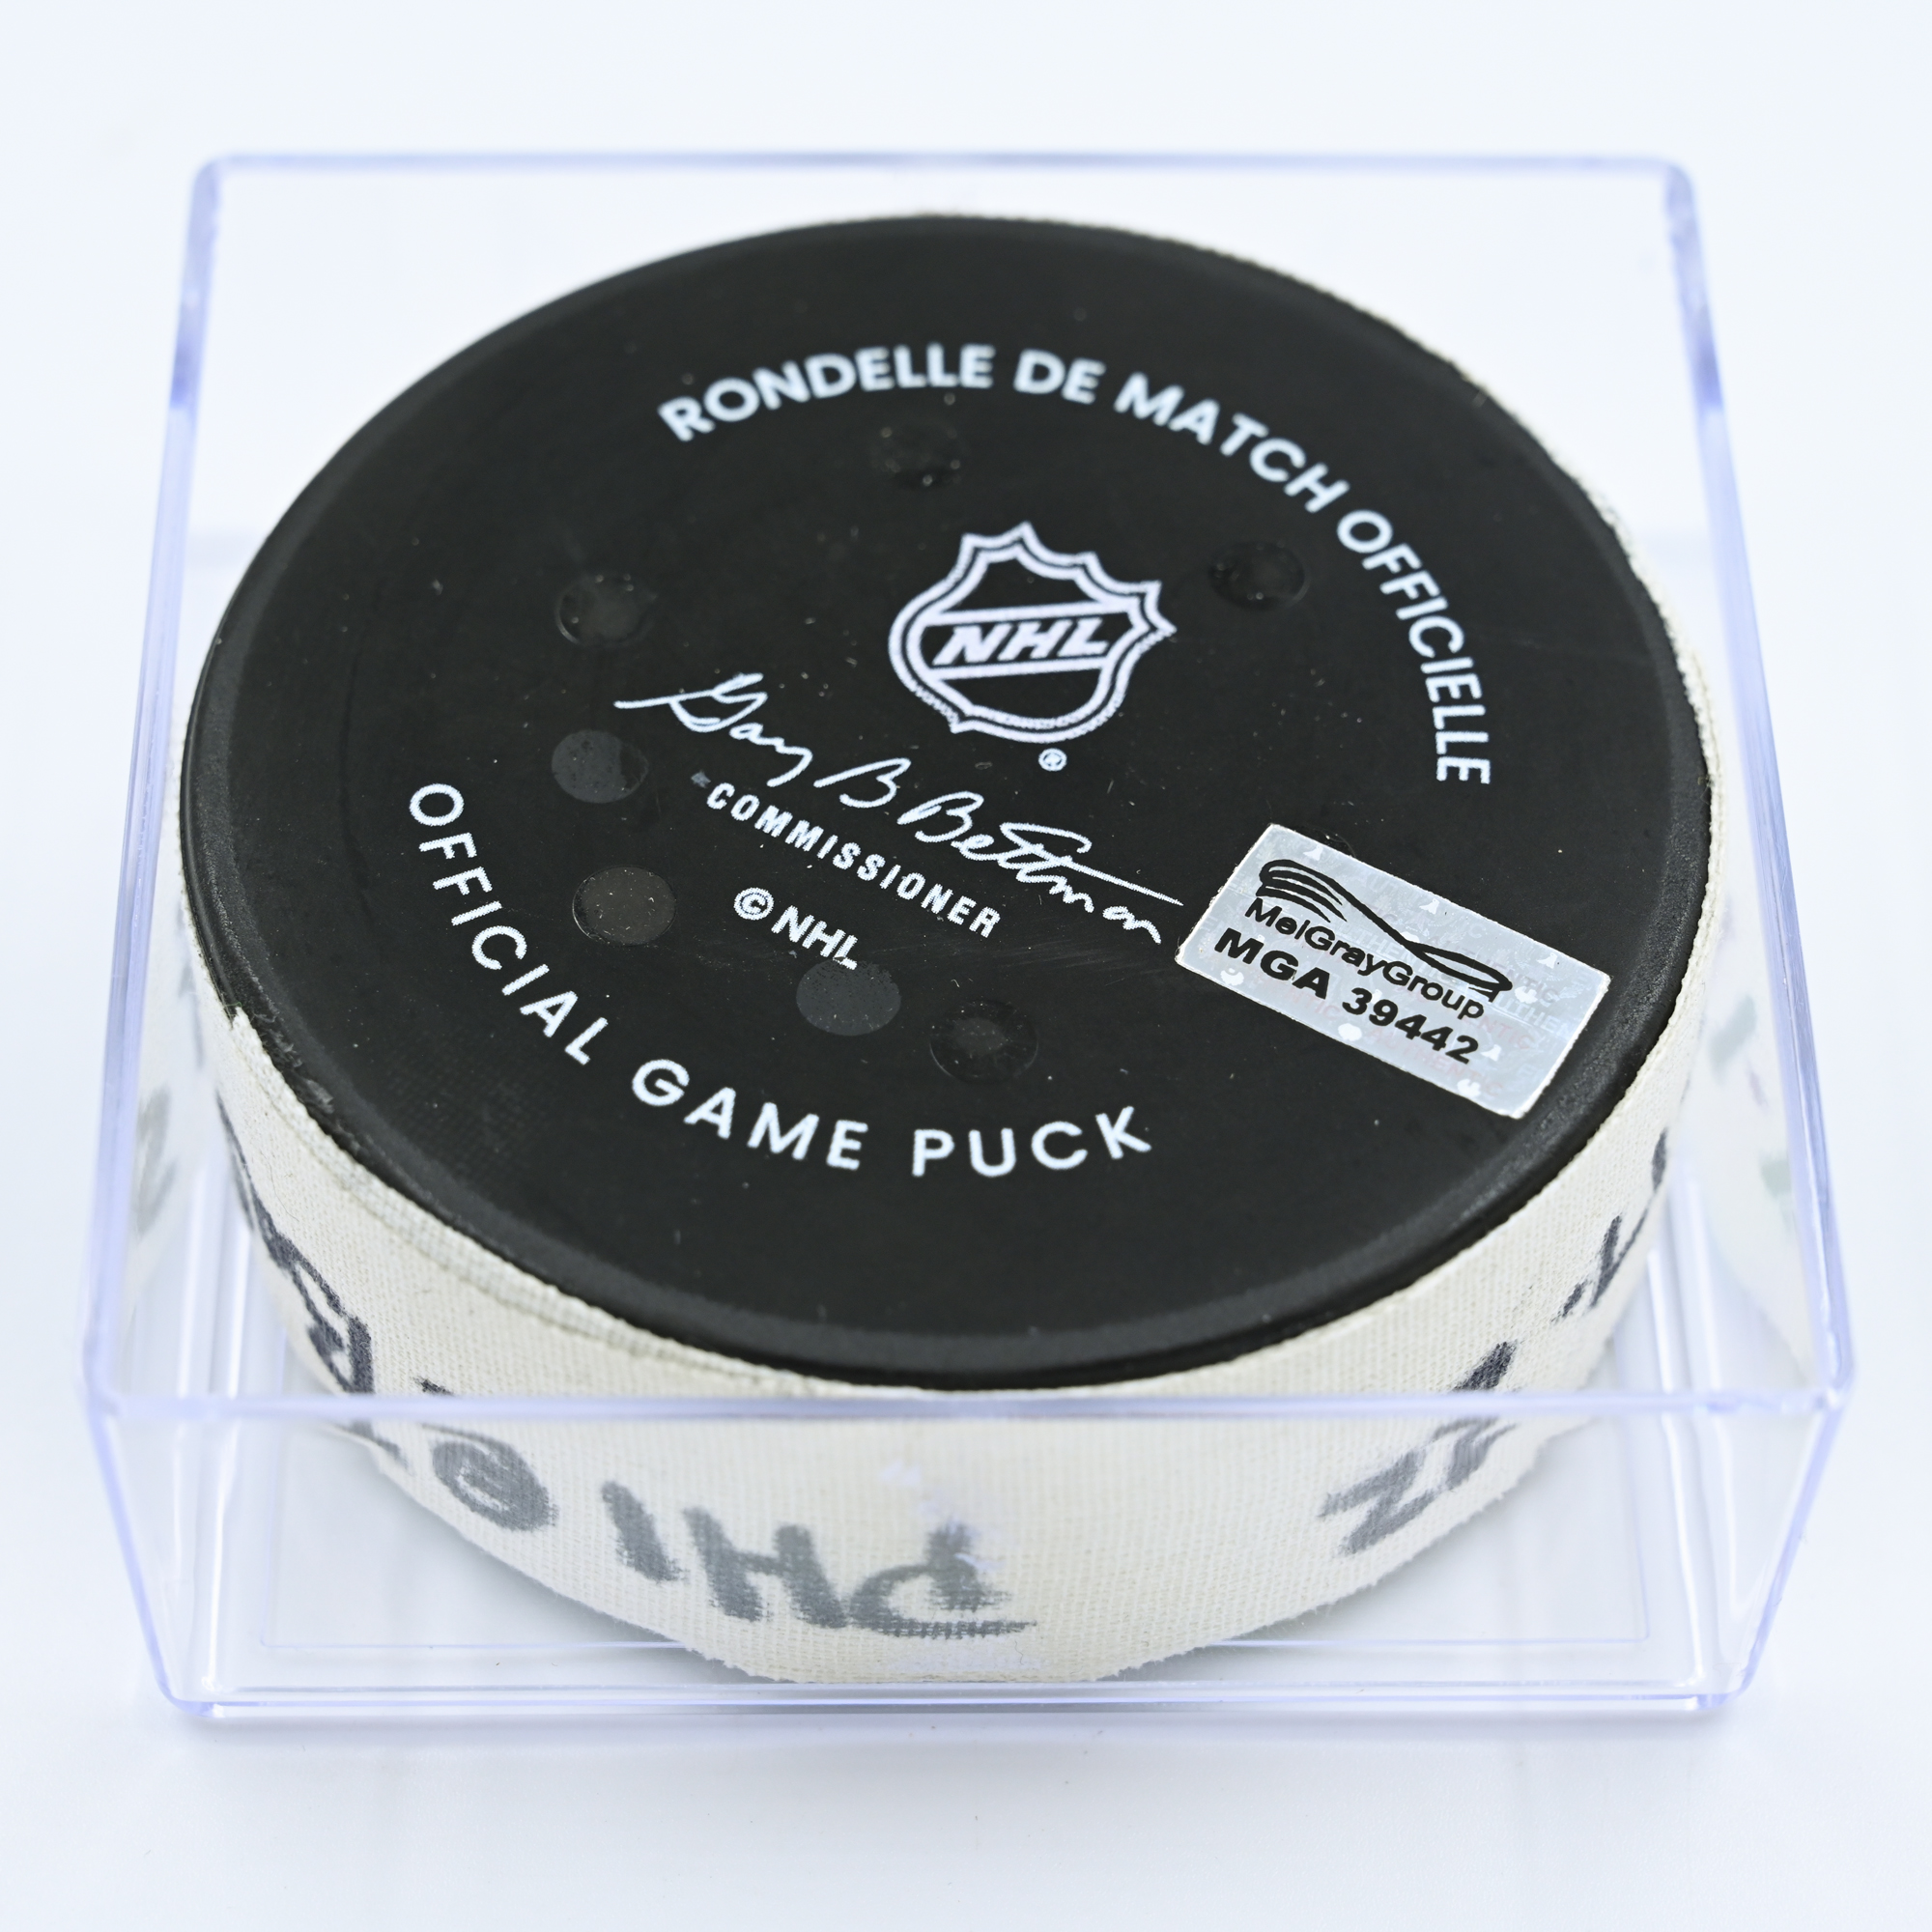 RONDELLE DE MATCH OFFICIELLE
NHL
®
Gary B Bettman
COMMISSIONER
© NHL
OFFICIAL GAME PUCK
MeiGrayGroup
MGA 39442
PHI @